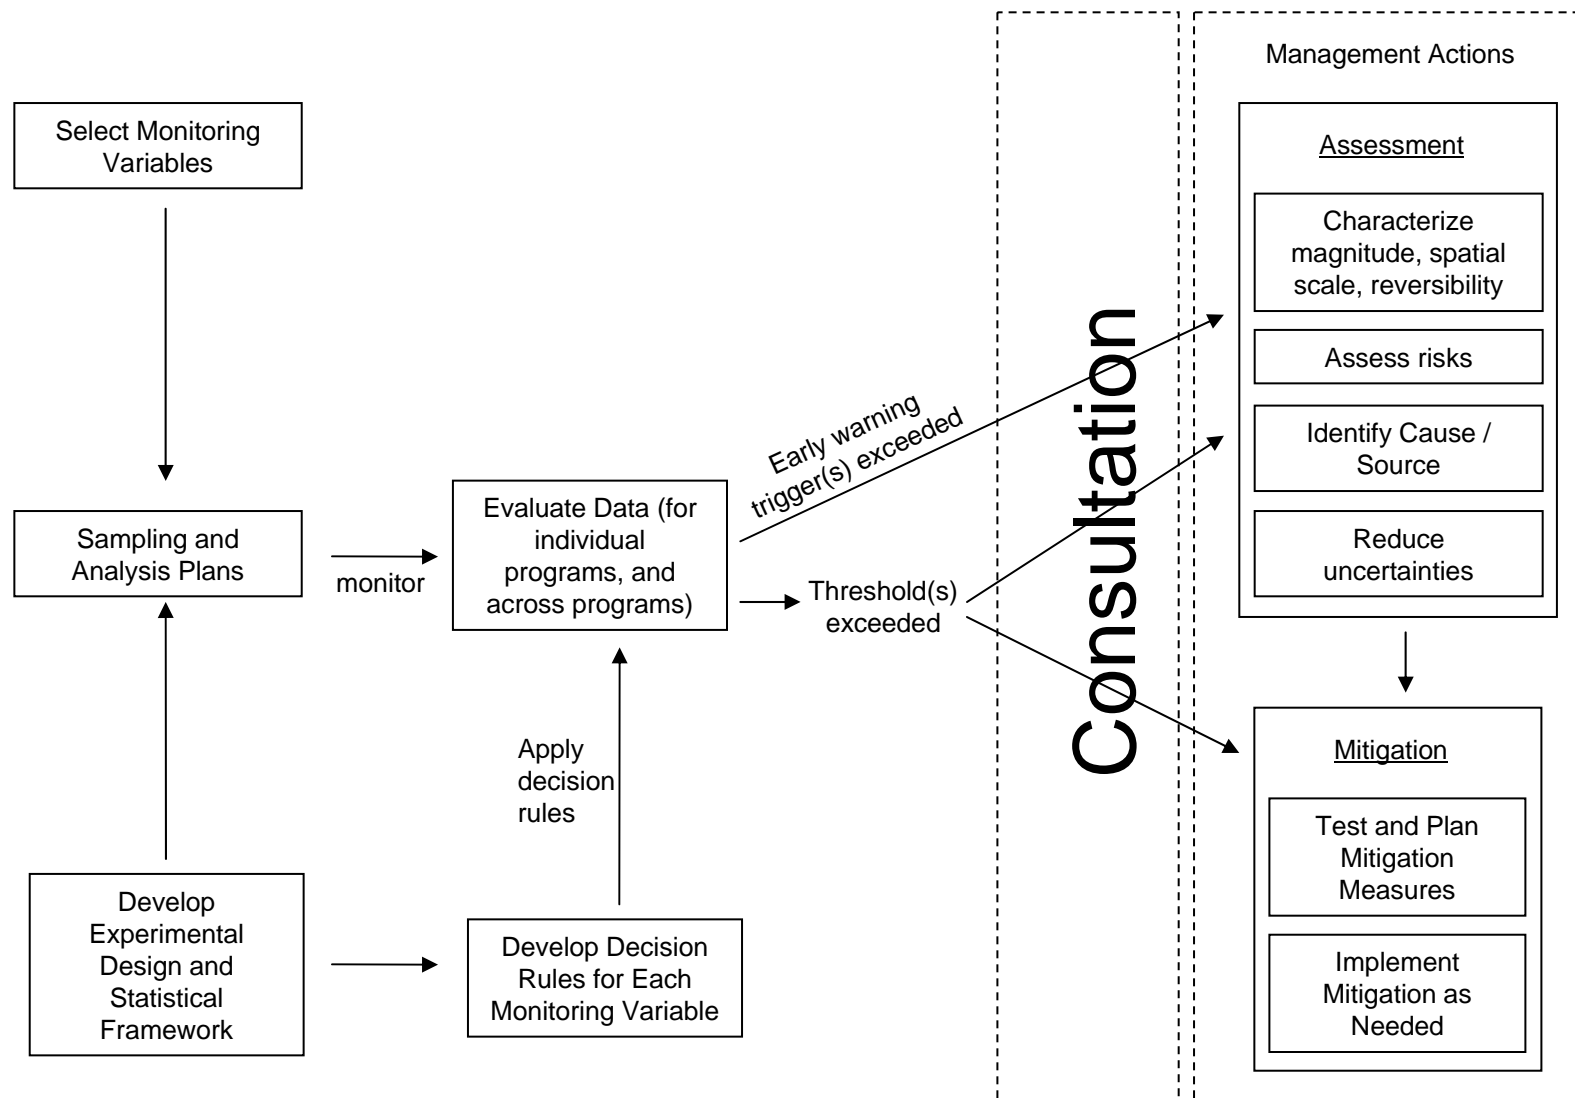 Management Actions
Select Monitoring
Variables
Sampling and
Analysis Plans
monitor
Develop
Experimental
Design and
Statistical
Framework
Evaluate Data (for
individual
programs, and
across programs)
Apply
decision
rules
Develop Decision
Rules for Each
Monitoring Variable
Early warning
trigger(s) exceeded
Threshold(s)
exceeded
Consultation
Assessment
Characterize
magnitude, spatial
scale, reversibility
Assess risks
Identify Cause /
Source
Reduce
uncertainties
Mitigation
Test and Plan
Mitigation
Measures
Implement
Mitigation as
Needed